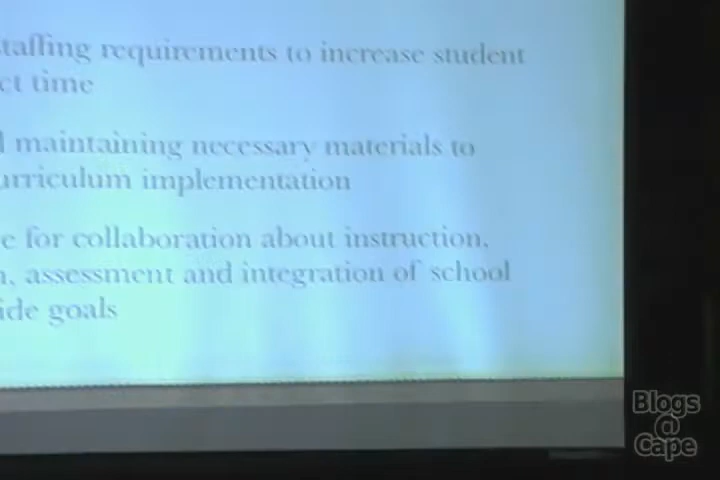 staffing requirements to increase student
ct time
l maintaining necessary materials to
urriculum implementation
e for collaboration about instruction,
n, assessment and integration of school
ide goals
Blogs
@
Cape